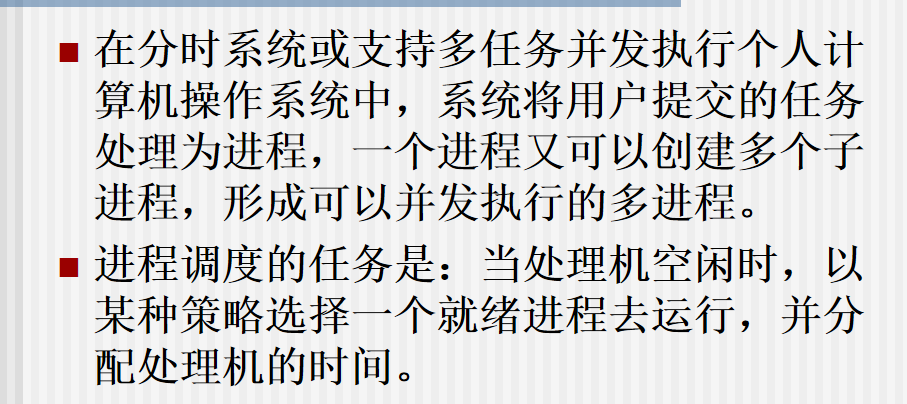 在分时系统或支持多任务并发执行个人计
算机操作系统中，系统将用户提交的任务
处理为进程，一个进程又可以创建多个子
进程，形成可以并发执行的多进程。
进程调度的任务是：当处理机空闲时，以
某种策略选择一个就绪进程去运行，并分
配处理机的时间。